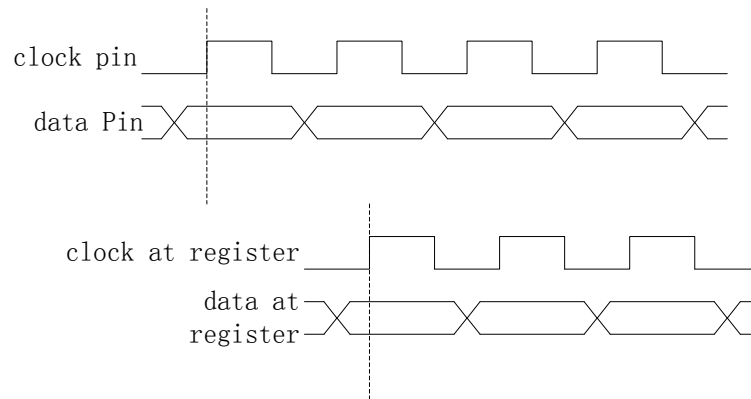 clock pin
data Pin
clock at register
data at
register